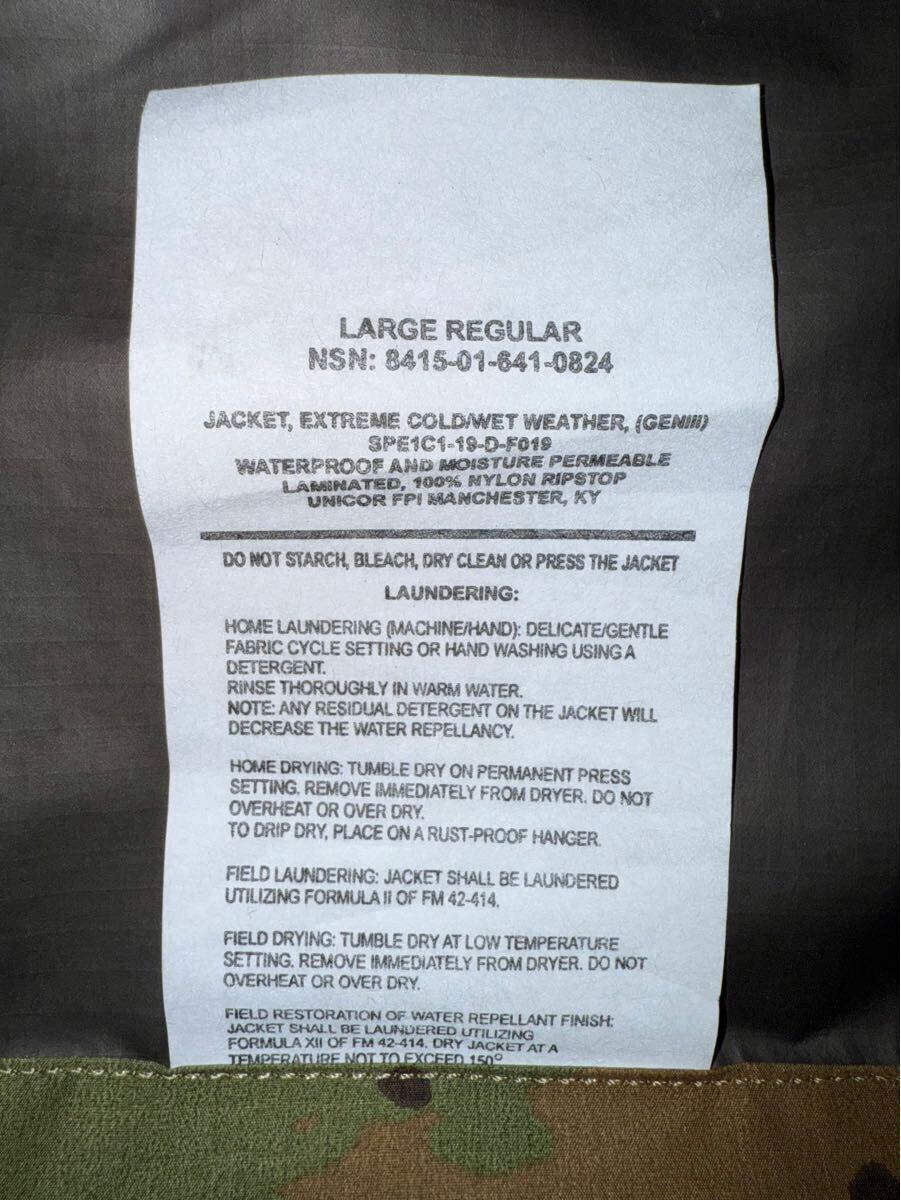 LARGE REGULAR
NSN: 8415-01-641-0824
JACKET, EXTREME COLD/WET WEATHER, (GENIII)
SPE1C1-19-D-F019
WATERPROOF AND MOISTURE PERMEABLE
LAMINATED, 100% NYLON RIPSTOP
UNICOR FPI MANCHESTER, KY
DO NOT STARCH, BLEACH, DRY CLEAN OR PRESS THE JACKET
LAUNDERING:
HOME LAUNDERING (MACHINE/HAND): DELICATE/GENTLE
FABRIC CYCLE SETTING OR HAND WASHING USING A
DETERGENT.
RINSE THOROUGHLY IN WARM WATER.
NOTE: ANY RESIDUAL DETERGENT ON THE JACKET WILL
DECREASE THE WATER REPELLANCY.
HOME DRYING: TUMBLE DRY ON PERMANENT PRESS
SETTING. REMOVE IMMEDIATELY FROM DRYER. DO NOT
OVERHEAT OR OVER DRY.
TO DRIP DRY, PLACE ON A RUST-PROOF HANGER.
FIELD LAUNDERING: JACKET SHALL BE LAUNDERED
UTILIZING FORMULA II OF FM 42-414.
FIELD DRYING: TUMBLE DRY AT LOW TEMPERATURE
SETTING. REMOVE IMMEDIATELY FROM DRYER. DO NOT
OVERHEAT OR OVER DRY.
FIELD RESTORATION OF WATER REPELLANT FINISH:
JACKET SHALL BE LAUNDERED UTILIZING
FORMULA XII OF FM 42-414. DRY JACKET AT A
TEMPERATURE NOT TO EXCEED 150°